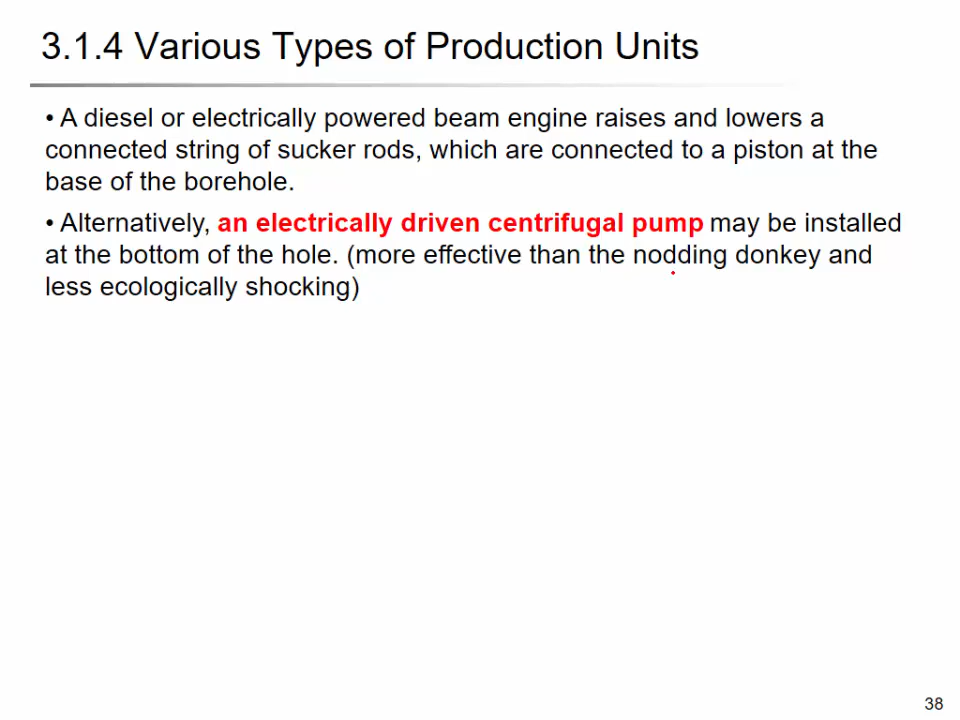 3.1.4 Various Types of Production Units
• A diesel or electrically powered beam engine raises and lowers a
connected string of sucker rods, which are connected to a piston at the
base of the borehole.
• Alternatively, an electrically driven centrifugal pump may be installed
at the bottom of the hole. (more effective than the nodding donkey and
less ecologically shocking)
38